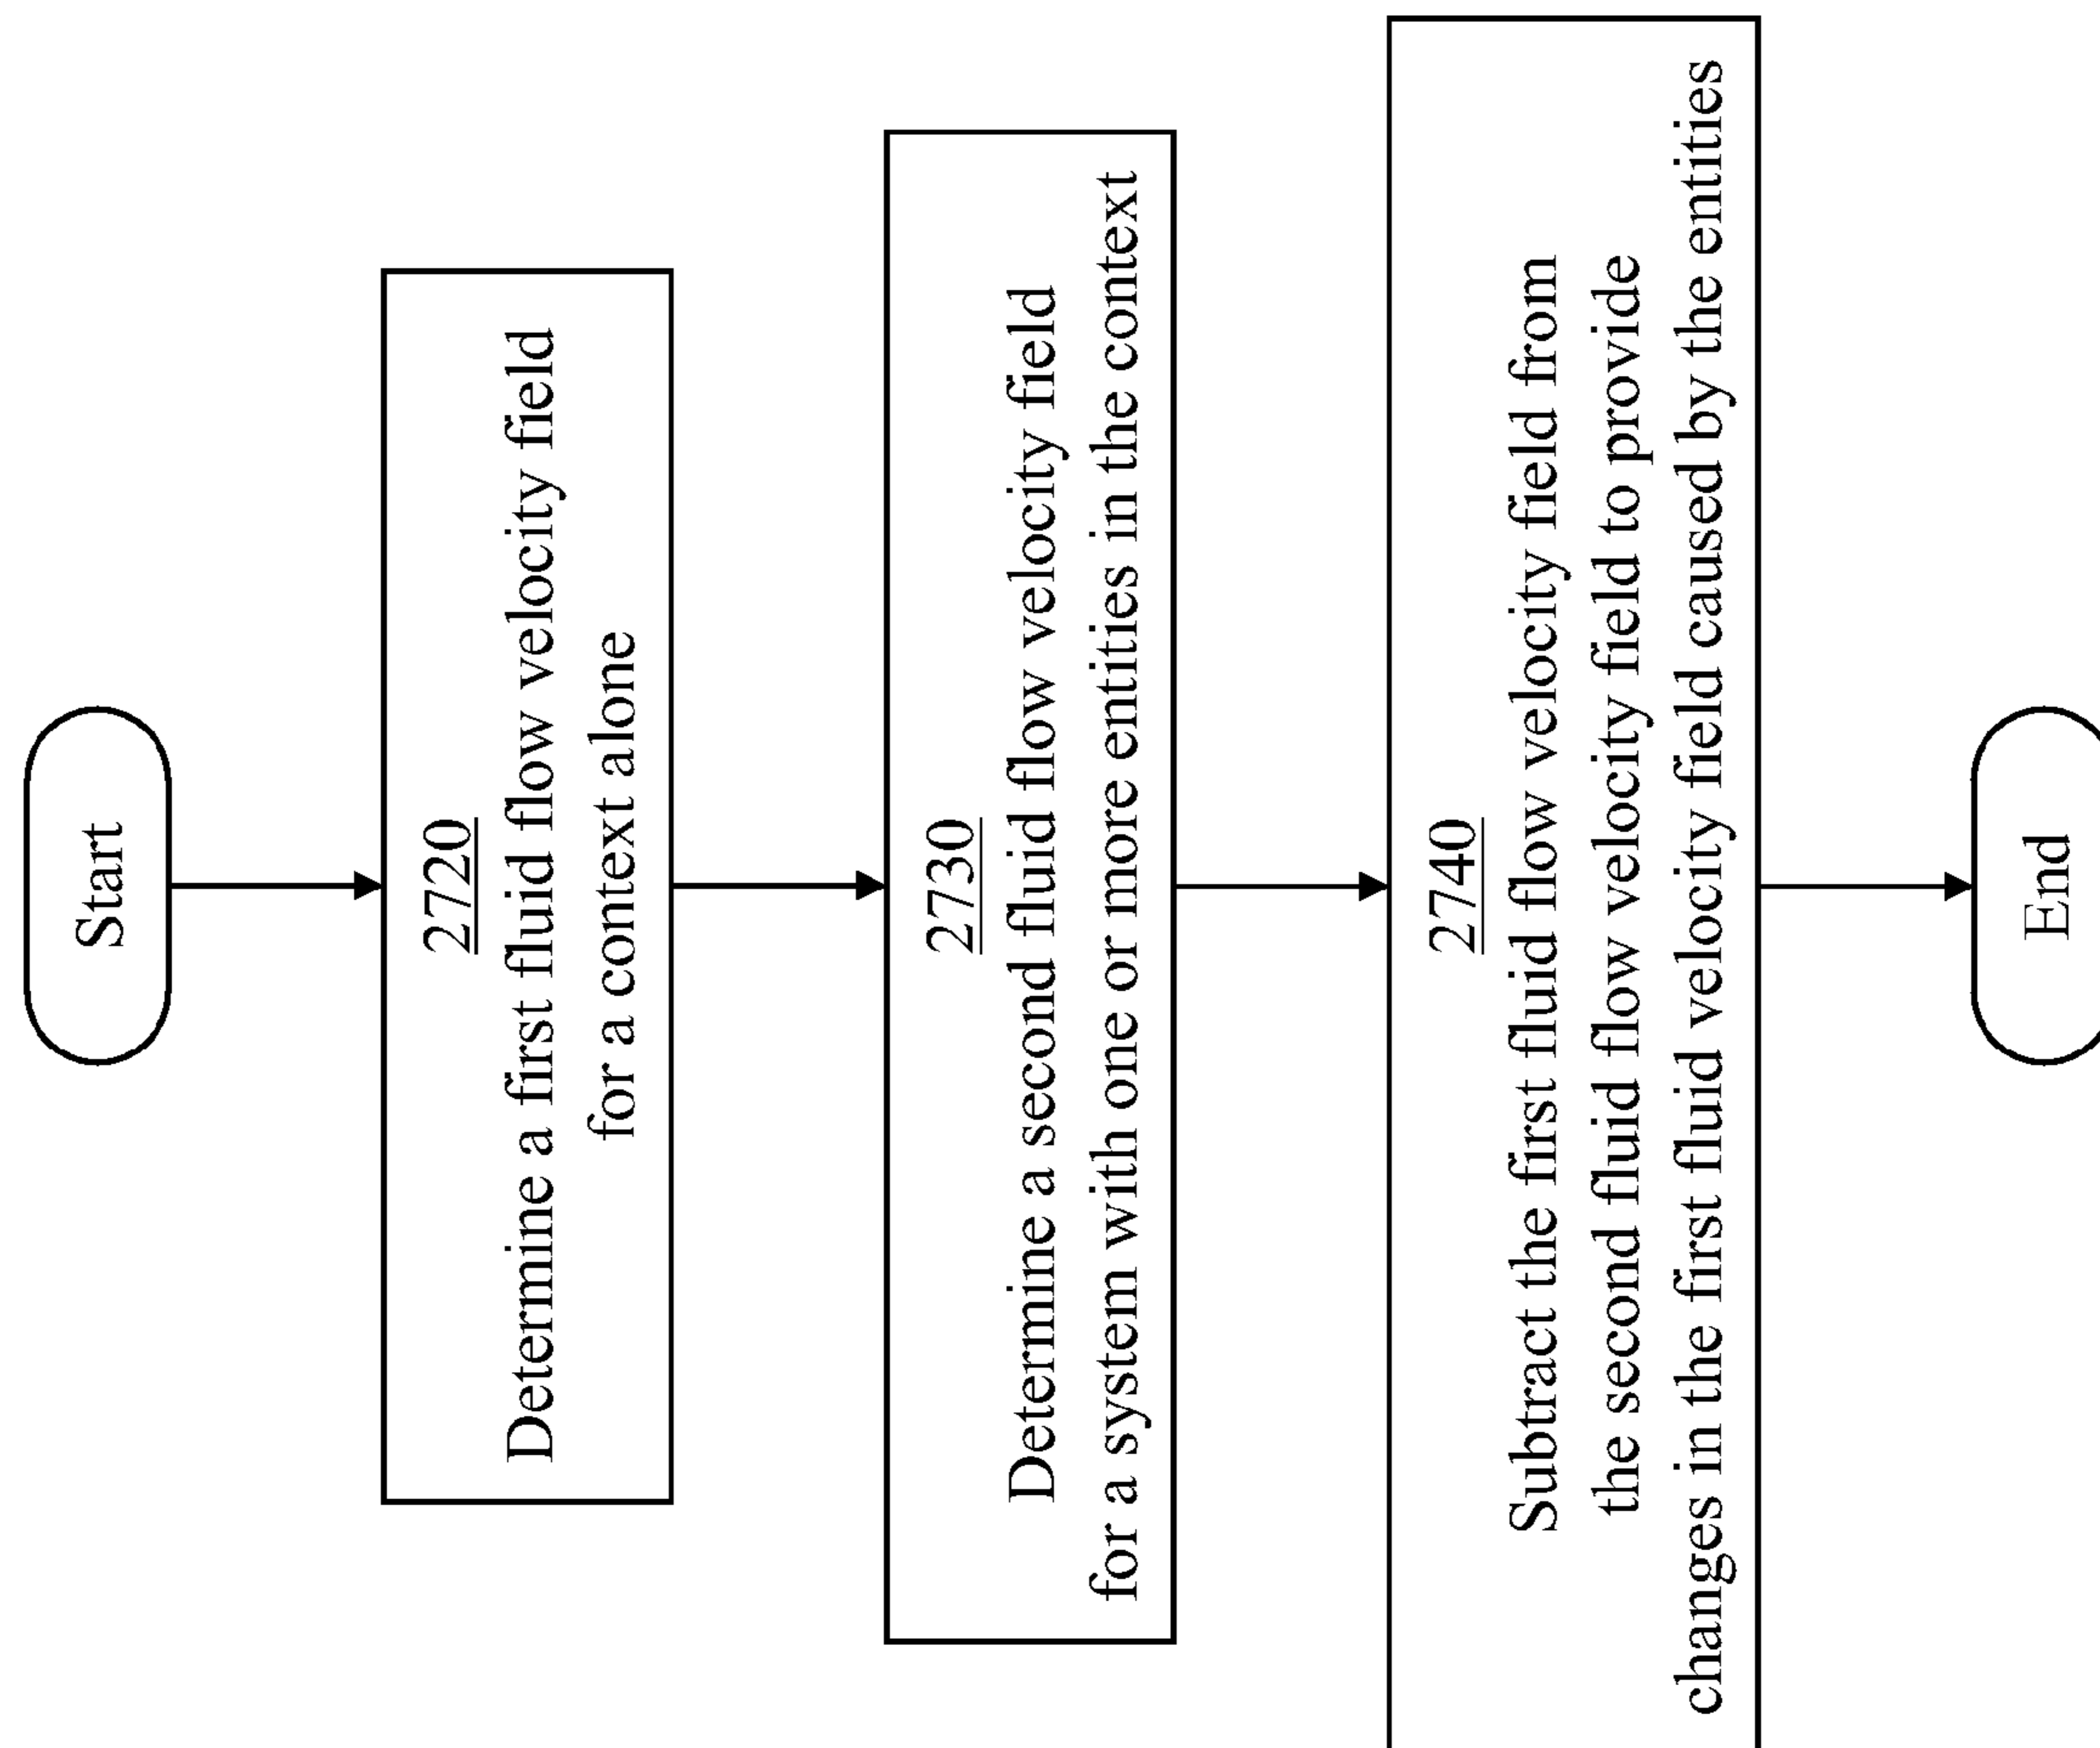 Start
2720
Determine a first fluid flow velocity field
for a context alone
2730
Determine a second fluid flow velocity field
for a system with one or more entities in the context
2740
Subtract the first fluid flow velocity field from
the second fluid flow velocity field to provide
changes in the first fluid velocity field caused by the entities
End